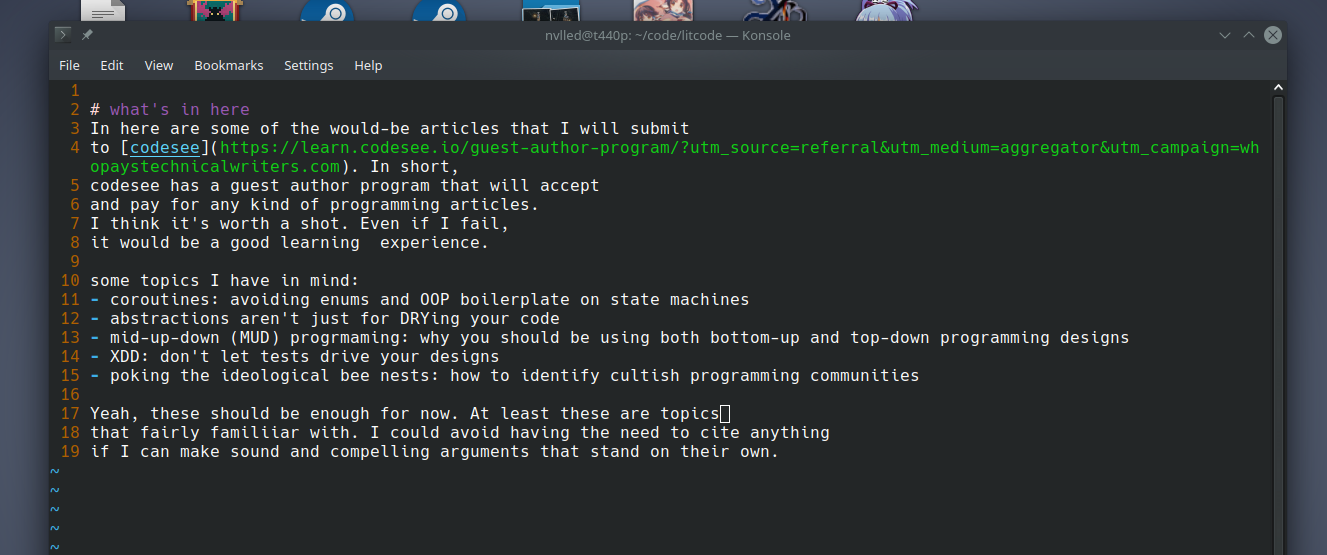 nvlled@t440p: ~/code/litcode — Konsole
File Edit View Bookmarks Settings Help
1
2 # what's in here
3 In here are some of the would-be articles that I will submit
4 to [codesee](https://learn.codesee.io/guest-author-program/?utm_source=referral&utm_medium=aggregator&utm_campaign=wh
opaystechnicalwriters.com). In short,
5 codesee has a guest author program that will accept
6 and pay for any kind of programming articles.
7 I think it's worth a shot. Even if I fail,
8 it would be a good learning  experience.
9
10 some topics I have in mind:
11 - coroutines: avoiding enums and OOP boilerplate on state machines
12 - abstractions aren't just for DRYing your code
13 - mid-up-down (MUD) progrmaming: why you should be using both bottom-up and top-down programming designs
14 - XDD: don't let tests drive your designs
15 - poking the ideological bee nests: how to identify cultish programming communities
16
17 Yeah, these should be enough for now. At least these are topics
18 that fairly familiiar with. I could avoid having the need to cite anything
19 if I can make sound and compelling arguments that stand on their own.
~
~
~
~
~